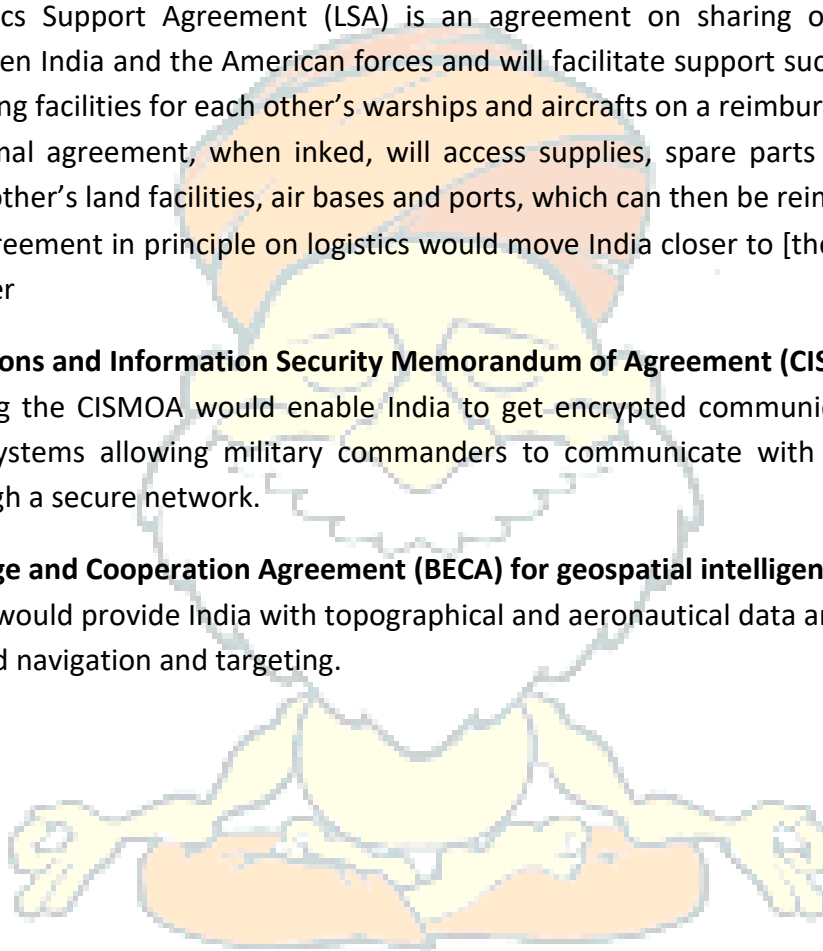 cs Support Agreement (LSA) is an agreement on sharing o
en India and the American forces and will facilitate support suc
ng facilities for each other's warships and aircrafts on a reimbur
nal agreement, when inked, will access supplies, spare parts
other's land facilities, air bases and ports, which can then be rein
reement in principle on logistics would move India closer to [the
er
ons and Information Security Memorandum of Agreement (CIS
g the CISMOA would enable India to get encrypted communic
ystems allowing military commanders to communicate with
gh a secure network.
ge and Cooperation Agreement (BECA) for geospatial intelligen
would provide India with topographical and aeronautical data a
d navigation and targeting.